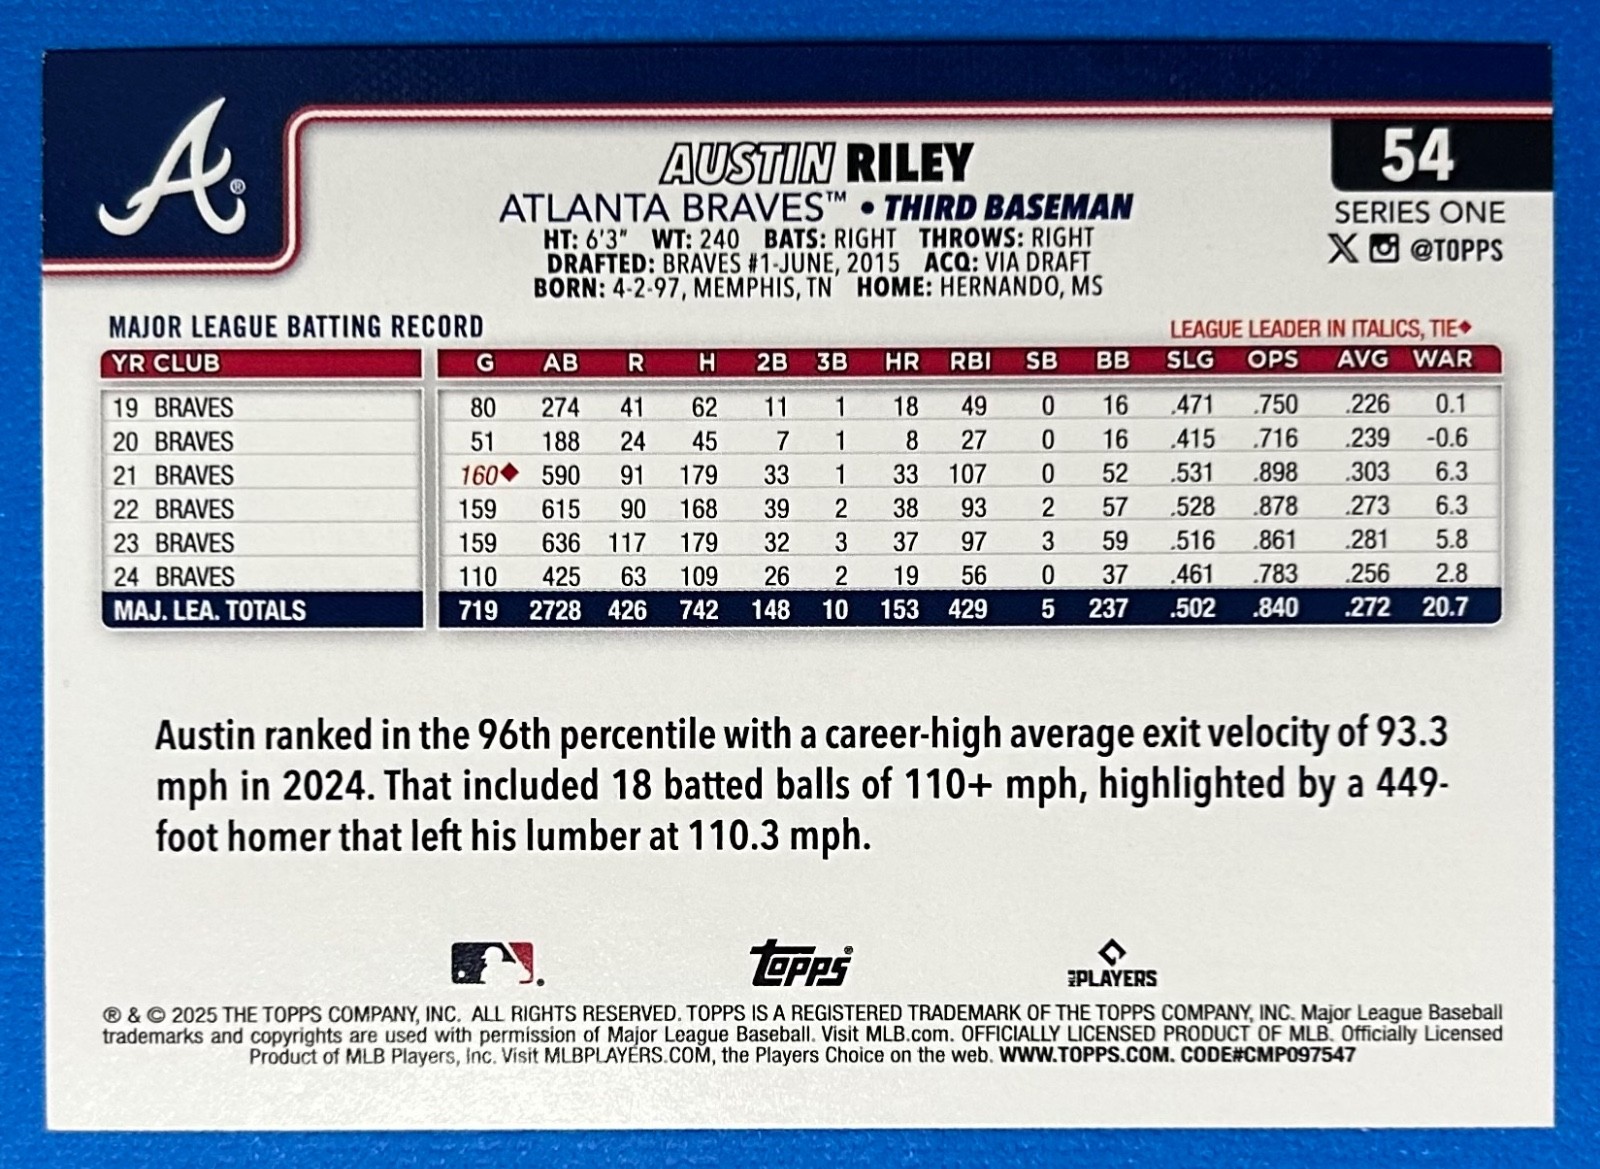 AUSTIN RILEY
54
ATLANTA BRAVES™ • THIRD BASEMAN
SERIES ONE
HT: 6'3" WT: 240 BATS: RIGHT THROWS: RIGHT
@TOPPS
DRAFTED: BRAVES #1-JUNE, 2015 ACQ: VIA DRAFT
BORN: 4-2-97, MEMPHIS, TN HOME: HERNANDO, MS
MAJOR LEAGUE BATTING RECORD
LEAGUE LEADER IN ITALICS, TIE◆
YR CLUB G AB R H 2B 3B HR RBI SB BB SLG OPS AVG WAR
19 BRAVES 80 274 41 62 11 1 18 49 0 16 .471 .750 .226 0.1
20 BRAVES 51 188 24 45 7 1 8 27 0 16 .415 .716 .239 -0.6
21 BRAVES 160◆ 590 91 179 33 1 33 107 0 52 .531 .898 .303 6.3
22 BRAVES 159 615 90 168 39 2 38 93 2 57 .528 .878 .273 6.3
23 BRAVES 159 636 117 179 32 3 37 97 3 59 .516 .861 .281 5.8
24 BRAVES 110 425 63 109 26 2 19 56 0 37 .461 .783 .256 2.8
MAJ. LEA. TOTALS 719 2728 426 742 148 10 153 429 5 237 .502 .840 .272 20.7
Austin ranked in the 96th percentile with a career-high average exit velocity of 93.3
mph in 2024. That included 18 batted balls of 110+ mph, highlighted by a 449-
foot homer that left his lumber at 110.3 mph.
Topps®
MLB PLAYERS
® & © 2025 THE TOPPS COMPANY, INC. ALL RIGHTS RESERVED. TOPPS IS A REGISTERED TRADEMARK OF THE TOPPS COMPANY, INC. Major League Baseball
trademarks and copyrights are used with permission of Major League Baseball. Visit MLB.com. OFFICIALLY LICENSED PRODUCT OF MLB. Officially Licensed
Product of MLB Players, Inc. Visit MLBPLAYERS.COM, the Players Choice on the web. WWW.TOPPS.COM. CODE#CMP097547